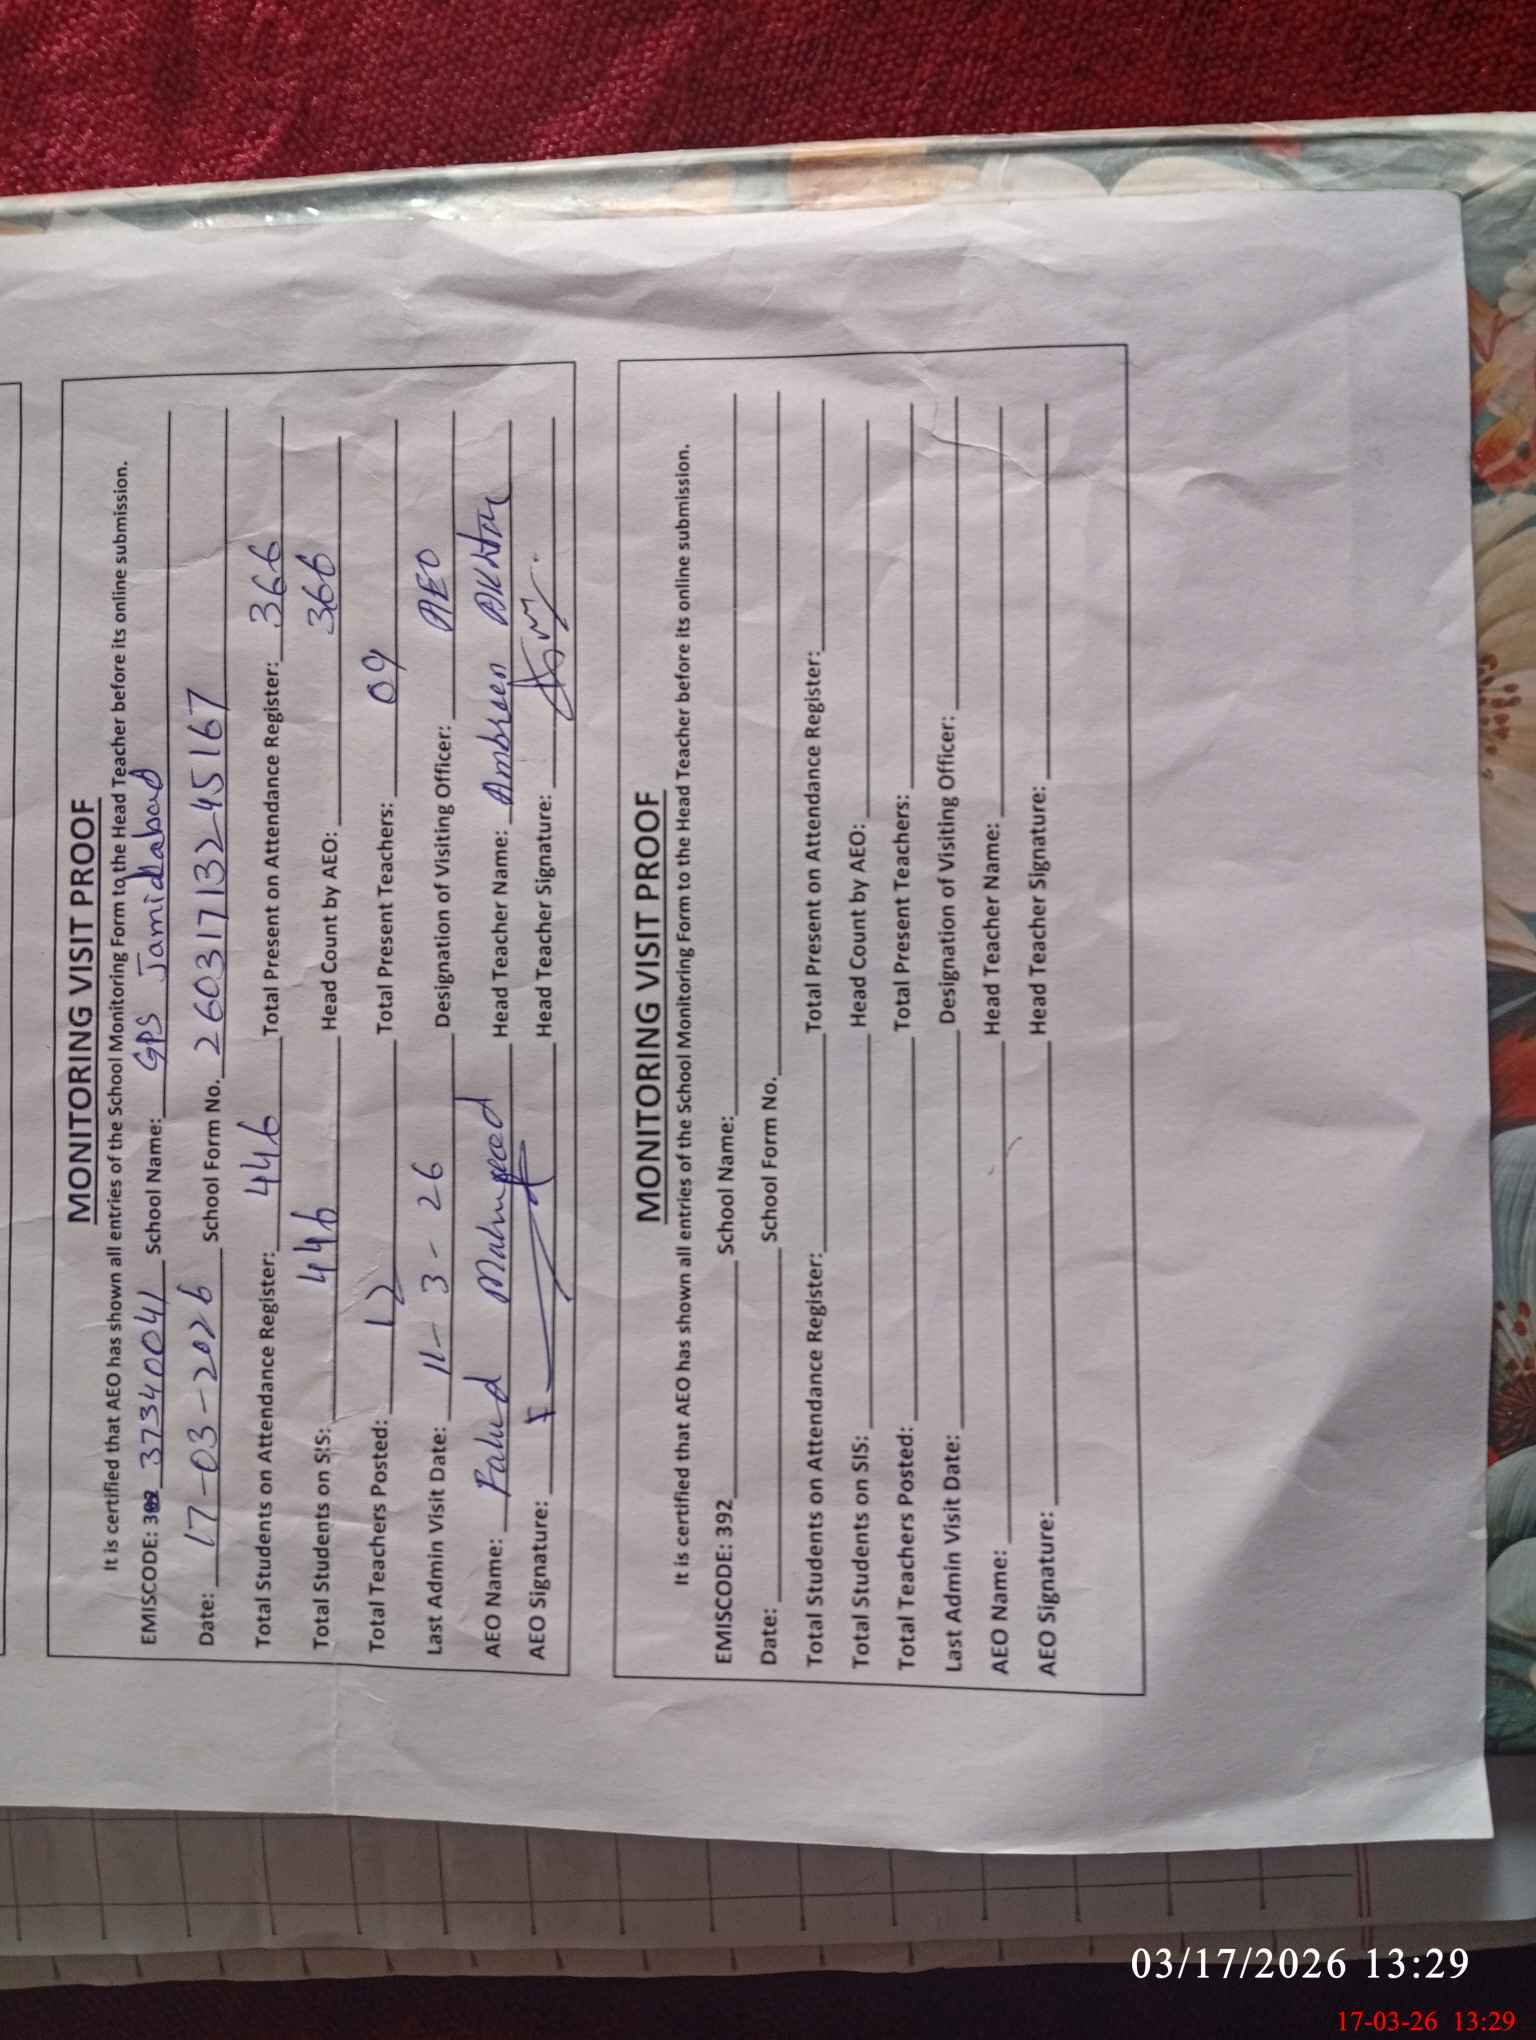 MONITORING VISIT PROOF
It is certified that AEO has shown all entries of the School Monitoring Form to the Head Teacher before its online submission.
EMISCODE: 37340041 School Name: GPS Jamidlabad
Date: 17-03-2026 School Form No. 26031713245167
Total Students on Attendance Register: 446 Total Present on Attendance Register: 366
Total Students on SIS: 446 Head Count by AEO: 366
Total Teachers Posted: 12 Total Present Teachers: 09
Last Admin Visit Date: 11-3-26 Designation of Visiting Officer: AEO
AEO Name: Mahmood Head Teacher Name: Ambreen Akhtar
AEO Signature: Head Teacher Signature:
MONITORING VISIT PROOF
It is certified that AEO has shown all entries of the School Monitoring Form to the Head Teacher before its online submission.
EMISCODE: 392 School Name:
Date: School Form No.
Total Students on Attendance Register: Total Present on Attendance Register:
Total Students on SIS: Head Count by AEO:
Total Teachers Posted: Total Present Teachers:
Last Admin Visit Date: Designation of Visiting Officer:
AEO Name: Head Teacher Name:
AEO Signature: Head Teacher Signature:
03/17/2026 13:29
17-03-26 13:29